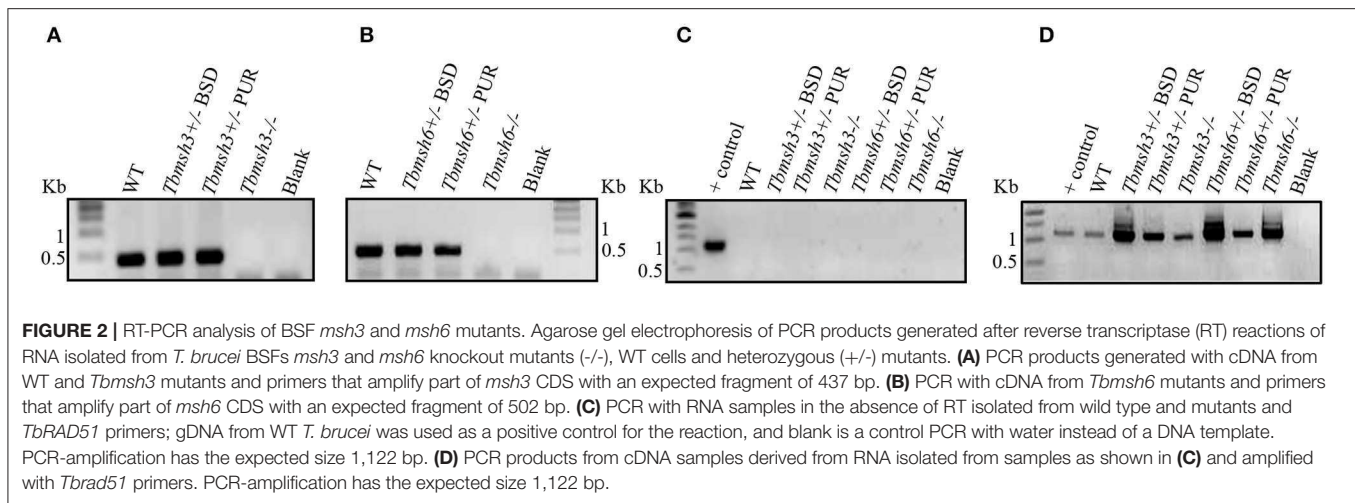 A
B
C
D
WT
Tbmsh3+/- BSD
Tbmsh3+/- PUR
Tbmsh3-/-
Blank
WT
Tbmsh6+/- BSD
Tbmsh6+/- PUR
Tbmsh6-/-
Blank
+ control
WT
Tbmsh3+/- BSD
Tbmsh3+/- PUR
Tbmsh3-/-
Tbmsh6+/- BSD
Tbmsh6+/- PUR
Tbmsh6-/-
Blank
+ control
WT
Tbmsh3+/- BSD
Tbmsh3+/- PUR
Tbmsh3-/-
Tbmsh6+/- BSD
Tbmsh6+/- PUR
Tbmsh6-/-
Blank
Kb
Kb
Kb
Kb
1
0.5
1
0.5
1
0.5
1
0.5
FIGURE 2 | RT-PCR analysis of BSF msh3 and msh6 mutants. Agarose gel electrophoresis of PCR products generated after reverse transcriptase (RT) reactions of
RNA isolated from T. brucei BSFs msh3 and msh6 knockout mutants (-/-), WT cells and heterozygous (+/-) mutants. (A) PCR products generated with cDNA from
WT and Tbmsh3 mutants and primers that amplify part of msh3 CDS with an expected fragment of 437 bp. (B) PCR with cDNA from Tbmsh6 mutants and primers
that amplify part of msh6 CDS with an expected fragment of 502 bp. (C) PCR with RNA samples in the absence of RT isolated from wild type and mutants and
TbRAD51 primers; gDNA from WT T. brucei was used as a positive control for the reaction, and blank is a control PCR with water instead of a DNA template.
PCR-amplification has the expected size 1,122 bp. (D) PCR products from cDNA samples derived from RNA isolated from samples as shown in (C) and amplified
with Tbrad51 primers. PCR-amplification has the expected size 1,122 bp.